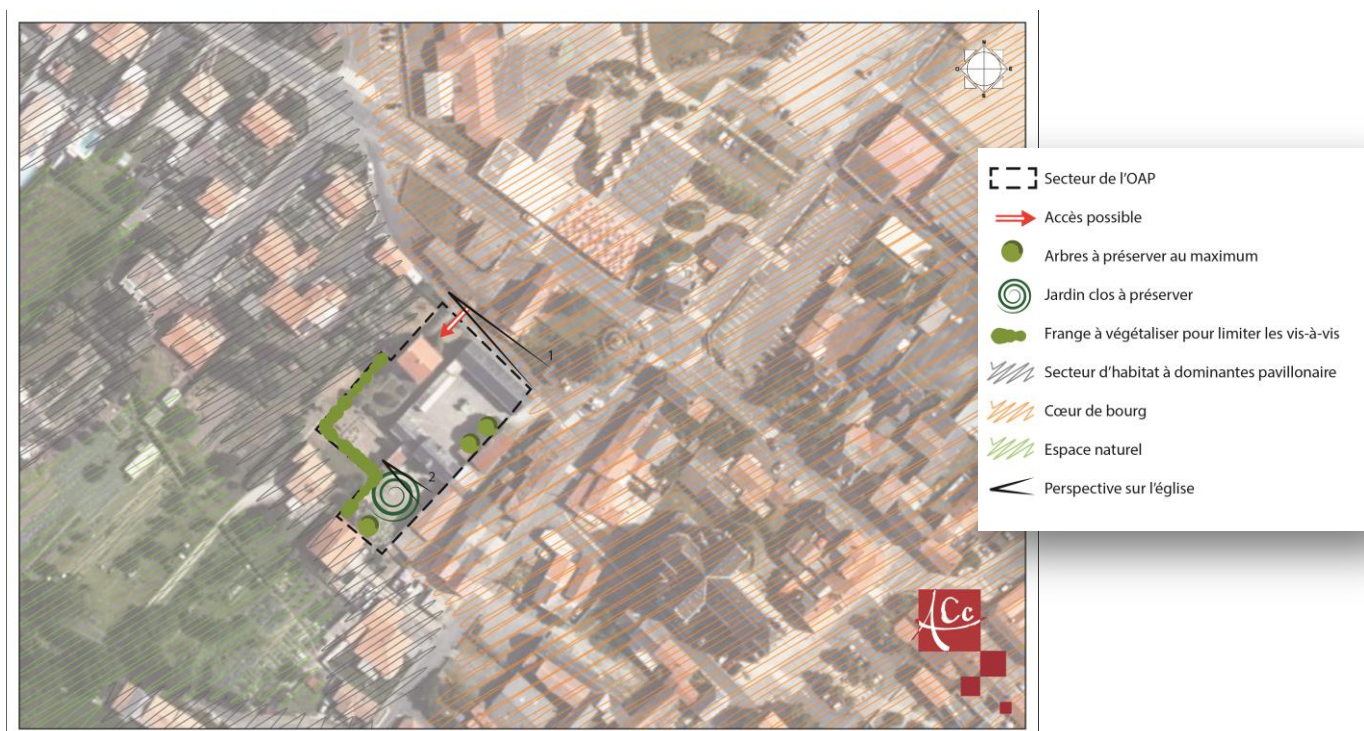 N
O
E
S
1
2
Secteur de l'OAP
Accès possible
Arbres à préserver au maximum
Jardin clos à préserver
Frange à végétaliser pour limiter les vis-à-vis
Secteur d'habitat à dominantes pavillonaire
Cœur de bourg
Espace naturel
Perspective sur l'église
ACc